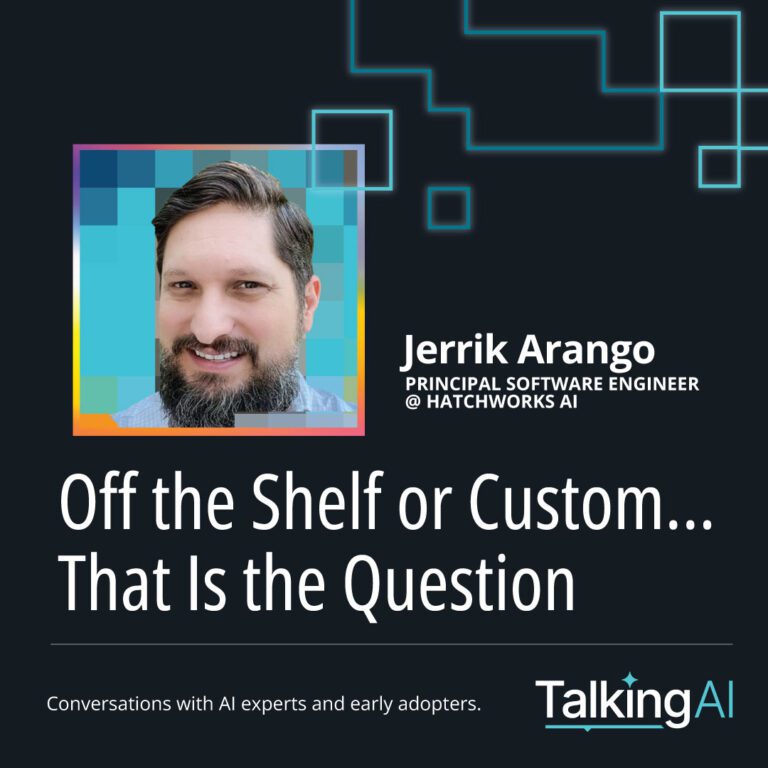 Jerrik Arango
PRINCIPAL SOFTWARE ENGINEER
@ HATCHWORKS AI
Off the Shelf or Custom...
That Is the Question
Conversations with AI experts and early adopters.
TalkingAI